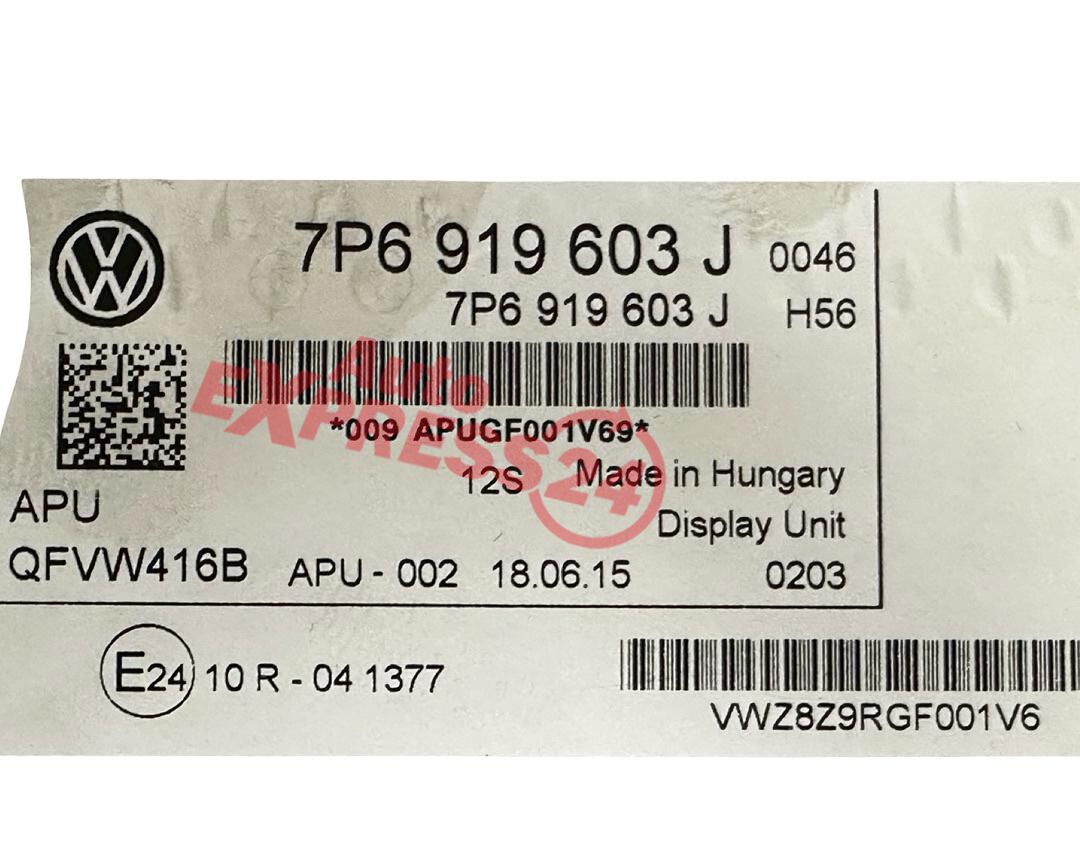 7P6 919 603 J 0046
7P6 919 603 J H56
Auto
EXPRESS24
*009 APUGF001V69*
12S Made in Hungary
APU
Display Unit
QFVW416B APU - 002 18.06.15 0203
E24 10 R - 04 1377
VWZ8Z9RGF001V6